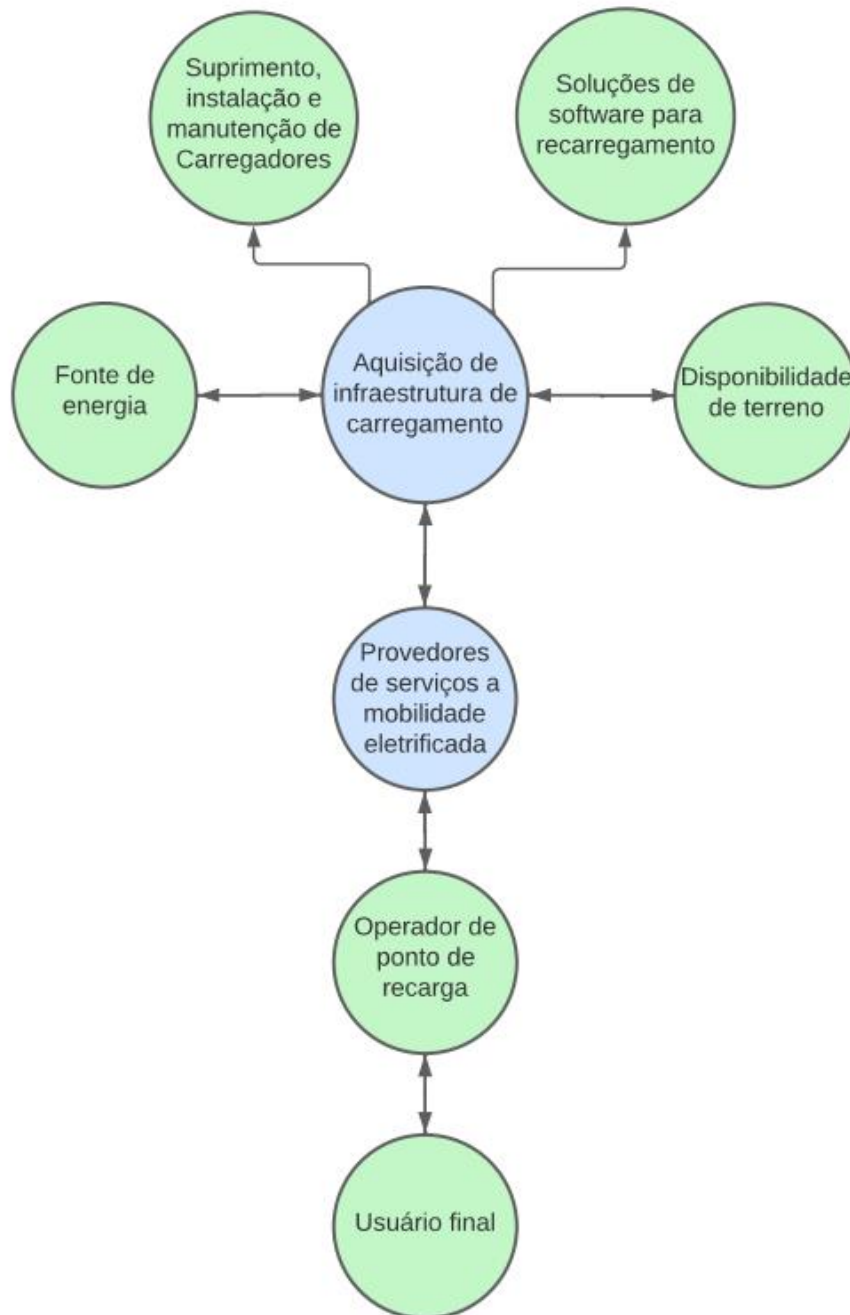 Suprimento,
instalação e
manutenção de
Carregadores
Soluções de
software para
recarregamento
Fonte de
energia
Aquisição de
infraestrutura de
carregamento
Disponibilidade
de terreno
Provedores
de serviços a
mobilidade
eletrificada
Operador de
ponto de
recarga
Usuário final